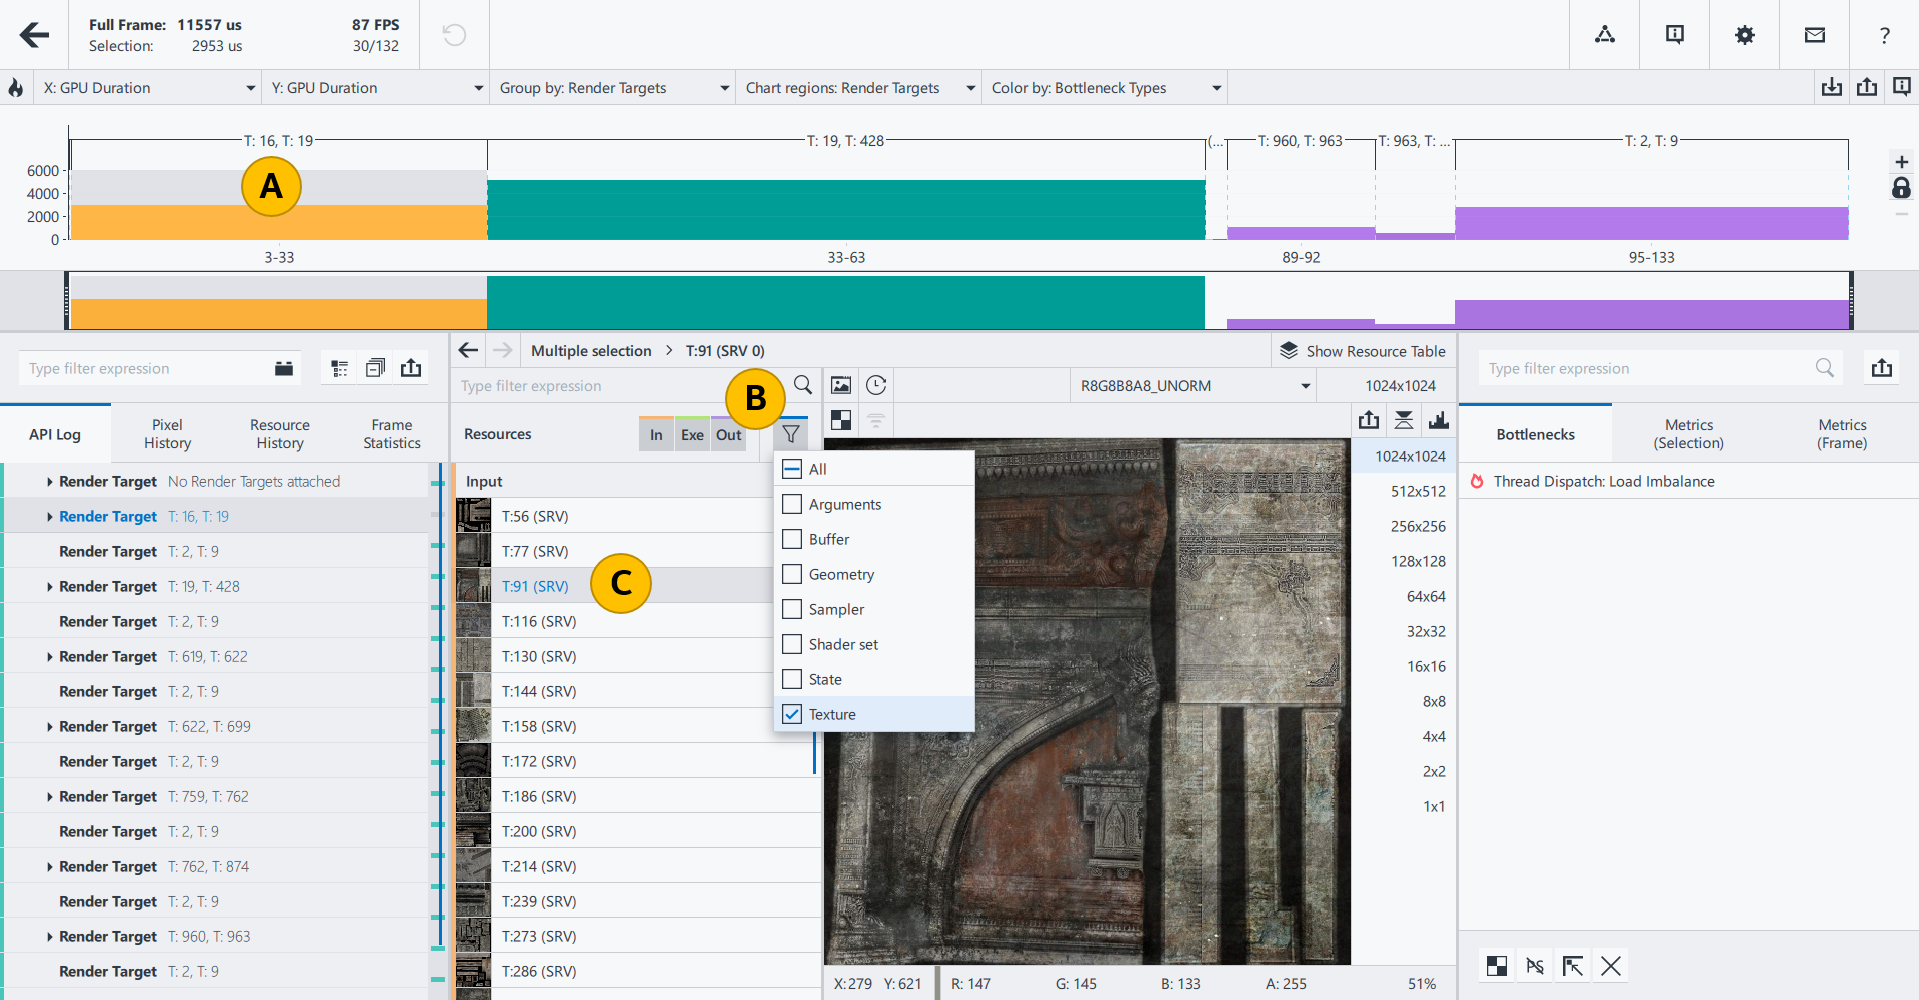 Full Frame: 11557 us 87 FPS
Selection: 2953 us 30/132
?
X: GPU Duration
Y: GPU Duration
Group by: Render Targets
Chart regions: Render Targets
Color by: Bottleneck Types
T: 16, T: 19
T: 19, T: 428
(...
T: 960, T: 963
T: 963, T: ...
T: 2, T: 9
6000
4000
2000
0
A
3-33
33-63
89-92
95-133
Type filter expression
API Log
Pixel History
Resource History
Frame Statistics
Render Target No Render Targets attached
Render Target T: 16, T: 19
Render Target T: 2, T: 9
Render Target T: 19, T: 428
Render Target T: 2, T: 9
Render Target T: 619, T: 622
Render Target T: 2, T: 9
Render Target T: 622, T: 699
Render Target T: 2, T: 9
Render Target T: 759, T: 762
Render Target T: 2, T: 9
Render Target T: 762, T: 874
Render Target T: 2, T: 9
Render Target T: 960, T: 963
Render Target T: 2, T: 9
Multiple selection > T:91 (SRV 0)
Show Resource Table
Type filter expression
B
Resources
In
Exe
Out
Input
T:56 (SRV)
T:77 (SRV)
T:91 (SRV)
C
T:116 (SRV)
T:130 (SRV)
T:144 (SRV)
T:158 (SRV)
T:172 (SRV)
T:186 (SRV)
T:200 (SRV)
T:214 (SRV)
T:239 (SRV)
T:273 (SRV)
T:286 (SRV)
All
Arguments
Buffer
Geometry
Sampler
Shader set
State
Texture
R8G8B8A8_UNORM
1024x1024
1024x1024
512x512
256x256
128x128
64x64
32x32
16x16
8x8
4x4
2x2
1x1
X:279 Y:621 R: 147 G: 145 B: 133 A: 255 51%
Type filter expression
Bottlenecks
Metrics (Selection)
Metrics (Frame)
Thread Dispatch: Load Imbalance
PS